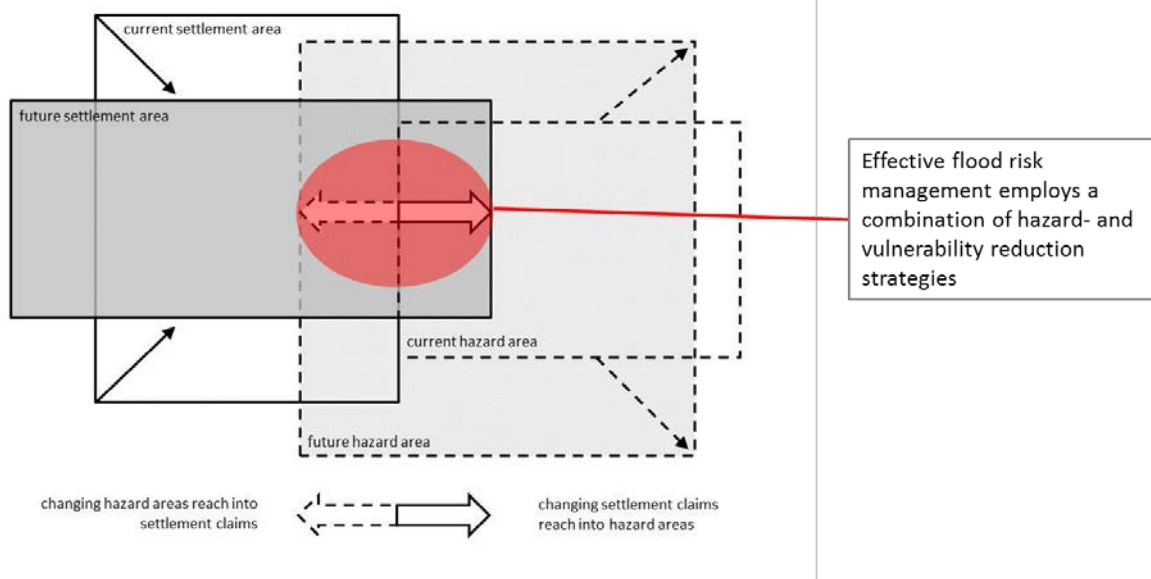 current settlement area
future settlement area
Effective flood risk
management employs a
combination of hazard- and
vulnerability reduction
strategies
current hazard area
future hazard area
changing hazard areas reach into
settlement claims
changing settlement claims
reach into hazard areas